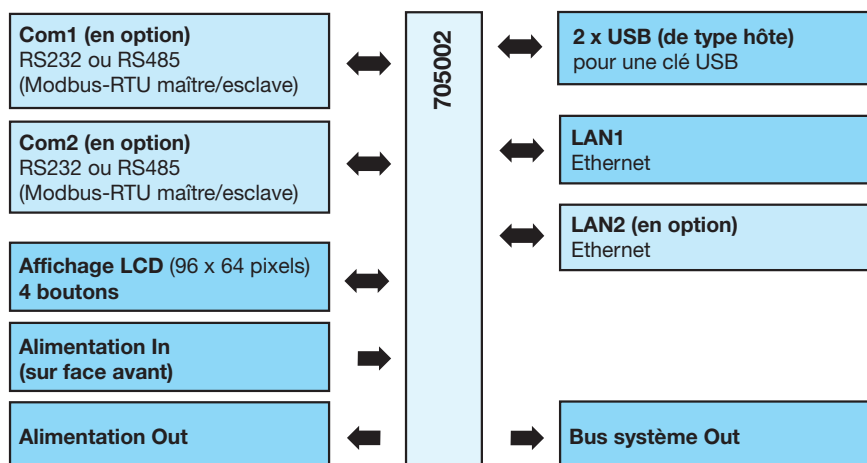 Com1 (en option)
RS232 ou RS485
(Modbus-RTU maître/esclave)
Com2 (en option)
RS232 ou RS485
(Modbus-RTU maître/esclave)
Affichage LCD (96 x 64 pixels)
4 boutons
Alimentation In
(sur face avant)
Alimentation Out
705002
2 x USB (de type hôte)
pour une clé USB
LAN1
Ethernet
LAN2 (en option)
Ethernet
Bus système Out